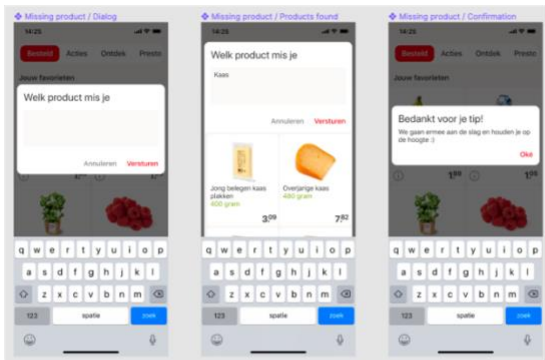 Missing product / Dialog
14:25
Besteld Acties Ontdek Presto
Jouw favorieten
Welk product mis je
Annuleren Versturen
q w e r t y u i o p
a s d f g h j k l
z x c v b n m
123 spatie zoek
Missing product / Products found
14:25
Welk product mis je
Kaas
Annuleren Versturen
Jong belegen kaas
plakken
400 gram
3.09
Overjarige kaas
480 gram
7.62
q w e r t y u i o p
a s d f g h j k l
z x c v b n m
123 spatie zoek
Missing product / Confirmation
14:25
Besteld Acties Ontdek Presto
Jouw favorieten
Bedankt voor je tip!
We gaan ermee aan de slag en houden je op
de hoogte :)
Oké
q w e r t y u i o p
a s d f g h j k l
z x c v b n m
123 spatie zoek